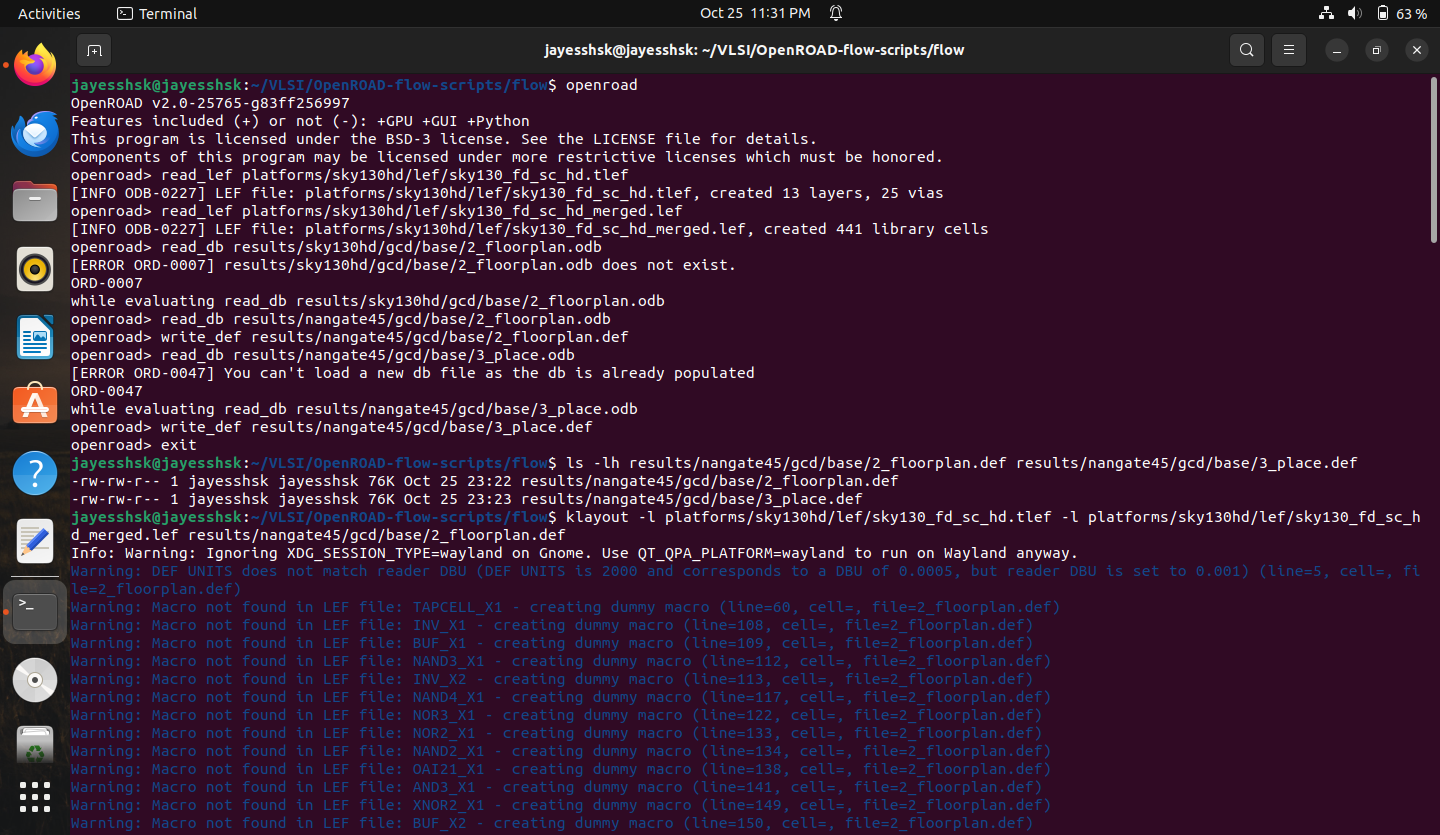 Activities
Terminal
Oct 25 11:31 PM
63 %
jayesshsk@jayesshsk: ~/VLSI/OpenROAD-flow-scripts/flow
jayesshsk@jayesshsk:~/VLSI/OpenROAD-flow-scripts/flow$ openroad
OpenROAD v2.0-25765-g83ff256997
Features included (+) or not (-): +GPU +GUI +Python
This program is licensed under the BSD-3 license. See the LICENSE file for details.
Components of this program may be licensed under more restrictive licenses which must be honored.
openroad> read_lef platforms/sky130hd/lef/sky130_fd_sc_hd.tlef
[INFO ODB-0227] LEF file: platforms/sky130hd/lef/sky130_fd_sc_hd.tlef, created 13 layers, 25 vias
openroad> read_lef platforms/sky130hd/lef/sky130_fd_sc_hd_merged.lef
[INFO ODB-0227] LEF file: platforms/sky130hd/lef/sky130_fd_sc_hd_merged.lef, created 441 library cells
openroad> read_db results/sky130hd/gcd/base/2_floorplan.odb
[ERROR ORD-0007] results/sky130hd/gcd/base/2_floorplan.odb does not exist.
ORD-0007
while evaluating read_db results/sky130hd/gcd/base/2_floorplan.odb
openroad> read_db results/nangate45/gcd/base/2_floorplan.odb
openroad> write_def results/nangate45/gcd/base/2_floorplan.def
openroad> read_db results/nangate45/gcd/base/3_place.odb
[ERROR ORD-0047] You can't load a new db file as the db is already populated
ORD-0047
while evaluating read_db results/nangate45/gcd/base/3_place.odb
openroad> write_def results/nangate45/gcd/base/3_place.def
openroad> exit
jayesshsk@jayesshsk:~/VLSI/OpenROAD-flow-scripts/flow$ ls -lh results/nangate45/gcd/base/2_floorplan.def results/nangate45/gcd/base/3_place.def
-rw-rw-r-- 1 jayesshsk jayesshsk 76K Oct 25 23:22 results/nangate45/gcd/base/2_floorplan.def
-rw-rw-r-- 1 jayesshsk jayesshsk 76K Oct 25 23:23 results/nangate45/gcd/base/3_place.def
jayesshsk@jayesshsk:~/VLSI/OpenROAD-flow-scripts/flow$ klayout -l platforms/sky130hd/lef/sky130_fd_sc_hd.tlef -l platforms/sky130hd/lef/sky130_fd_sc_h
d_merged.lef results/nangate45/gcd/base/2_floorplan.def
Info: Warning: Ignoring XDG_SESSION_TYPE=wayland on Gnome. Use QT_QPA_PLATFORM=wayland to run on Wayland anyway.
Warning: DEF UNITS does not match reader DBU (DEF UNITS is 2000 and corresponds to a DBU of 0.0005, but reader DBU is set to 0.001) (line=5, cell=, fi
le=2_floorplan.def)
Warning: Macro not found in LEF file: TAPCELL_X1 - creating dummy macro (line=60, cell=, file=2_floorplan.def)
Warning: Macro not found in LEF file: INV_X1 - creating dummy macro (line=108, cell=, file=2_floorplan.def)
Warning: Macro not found in LEF file: BUF_X1 - creating dummy macro (line=109, cell=, file=2_floorplan.def)
Warning: Macro not found in LEF file: NAND3_X1 - creating dummy macro (line=112, cell=, file=2_floorplan.def)
Warning: Macro not found in LEF file: INV_X2 - creating dummy macro (line=113, cell=, file=2_floorplan.def)
Warning: Macro not found in LEF file: NAND4_X1 - creating dummy macro (line=117, cell=, file=2_floorplan.def)
Warning: Macro not found in LEF file: NOR3_X1 - creating dummy macro (line=122, cell=, file=2_floorplan.def)
Warning: Macro not found in LEF file: NOR2_X1 - creating dummy macro (line=133, cell=, file=2_floorplan.def)
Warning: Macro not found in LEF file: NAND2_X1 - creating dummy macro (line=134, cell=, file=2_floorplan.def)
Warning: Macro not found in LEF file: OAI21_X1 - creating dummy macro (line=138, cell=, file=2_floorplan.def)
Warning: Macro not found in LEF file: AND3_X1 - creating dummy macro (line=141, cell=, file=2_floorplan.def)
Warning: Macro not found in LEF file: XNOR2_X1 - creating dummy macro (line=149, cell=, file=2_floorplan.def)
Warning: Macro not found in LEF file: BUF_X2 - creating dummy macro (line=150, cell=, file=2_floorplan.def)